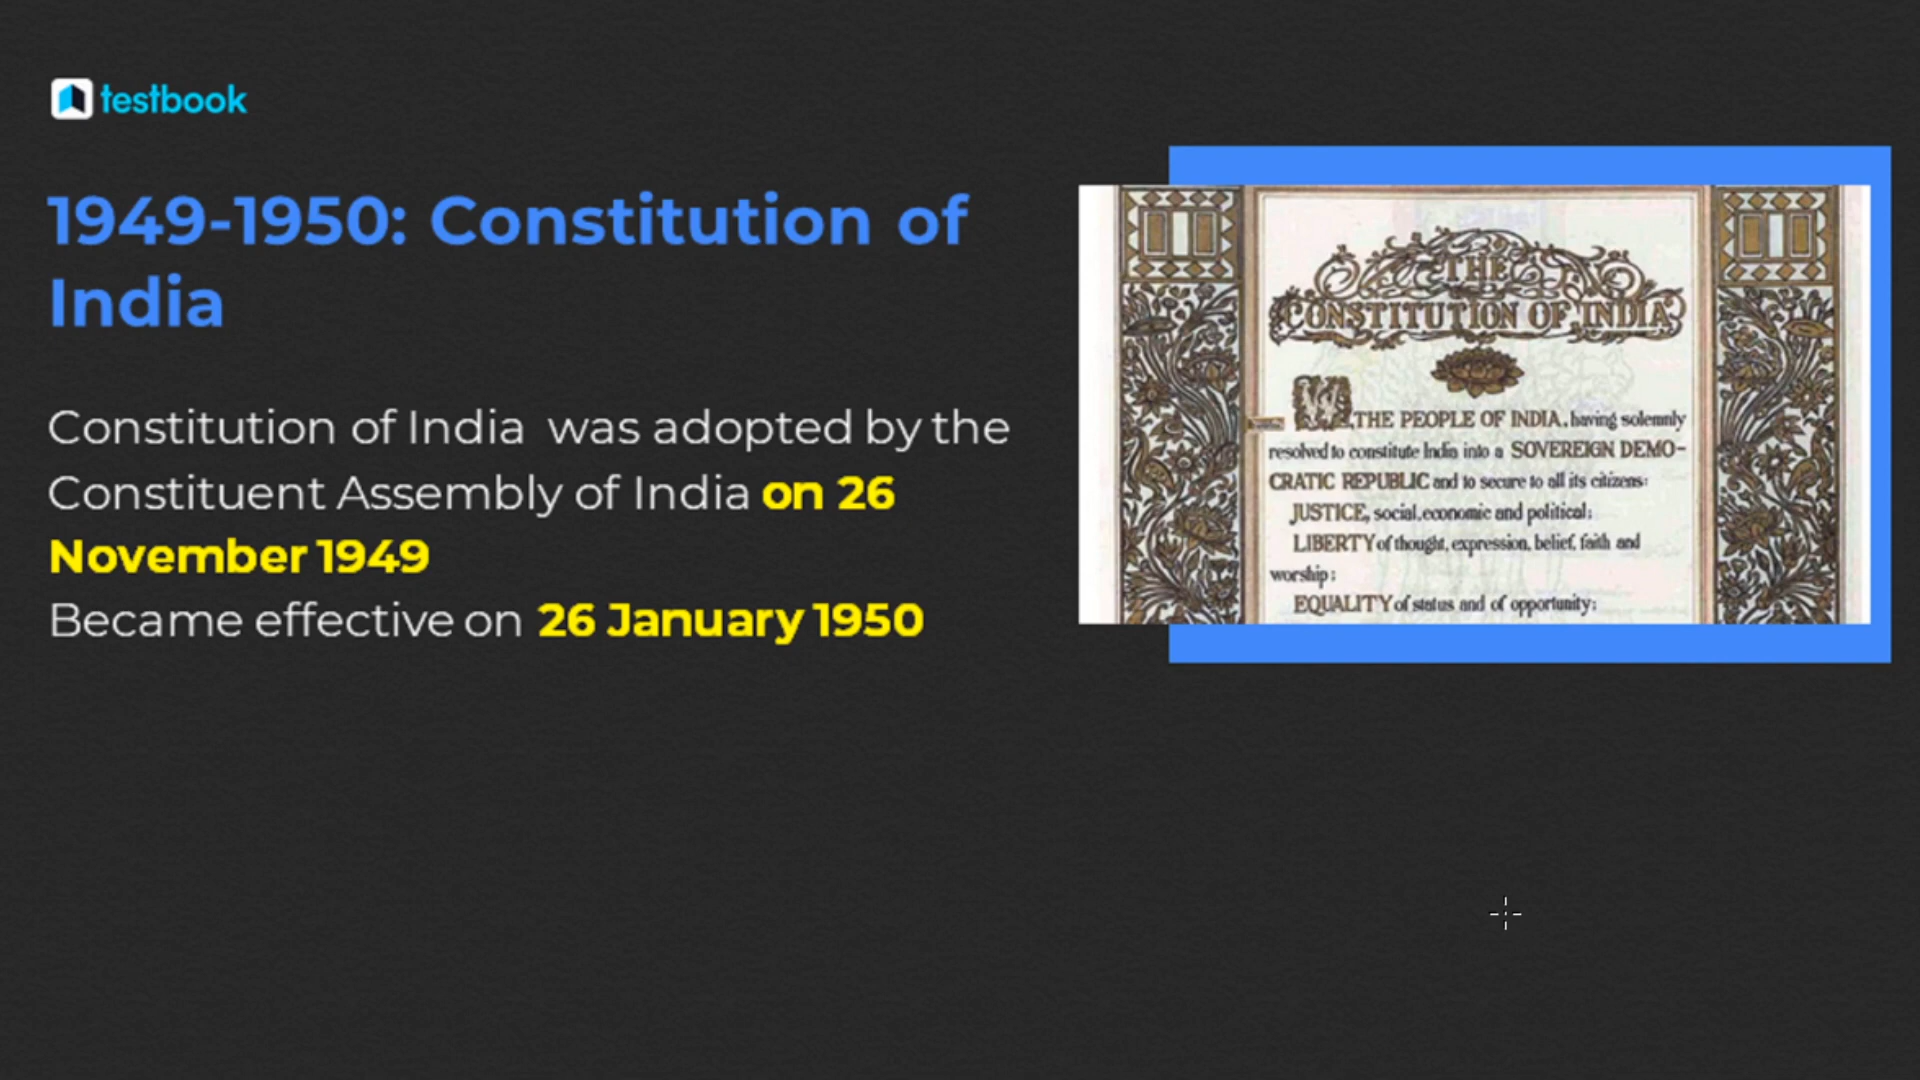 testbook
1949-1950: Constitution of
India
Constitution of India was adopted by the
Constituent Assembly of India on 26
November 1949
Became effective on 26 January 1950
THE
CONSTITUTION OF INDIA
WE, THE PEOPLE OF INDIA, having solemnly
resolved to constitute India into a SOVEREIGN DEMO-
CRATIC REPUBLIC and to secure to all its citizens:
JUSTICE, social, economic and political;
LIBERTY of thought, expression, belief, faith and
worship;
EQUALITY of status and of opportunity;